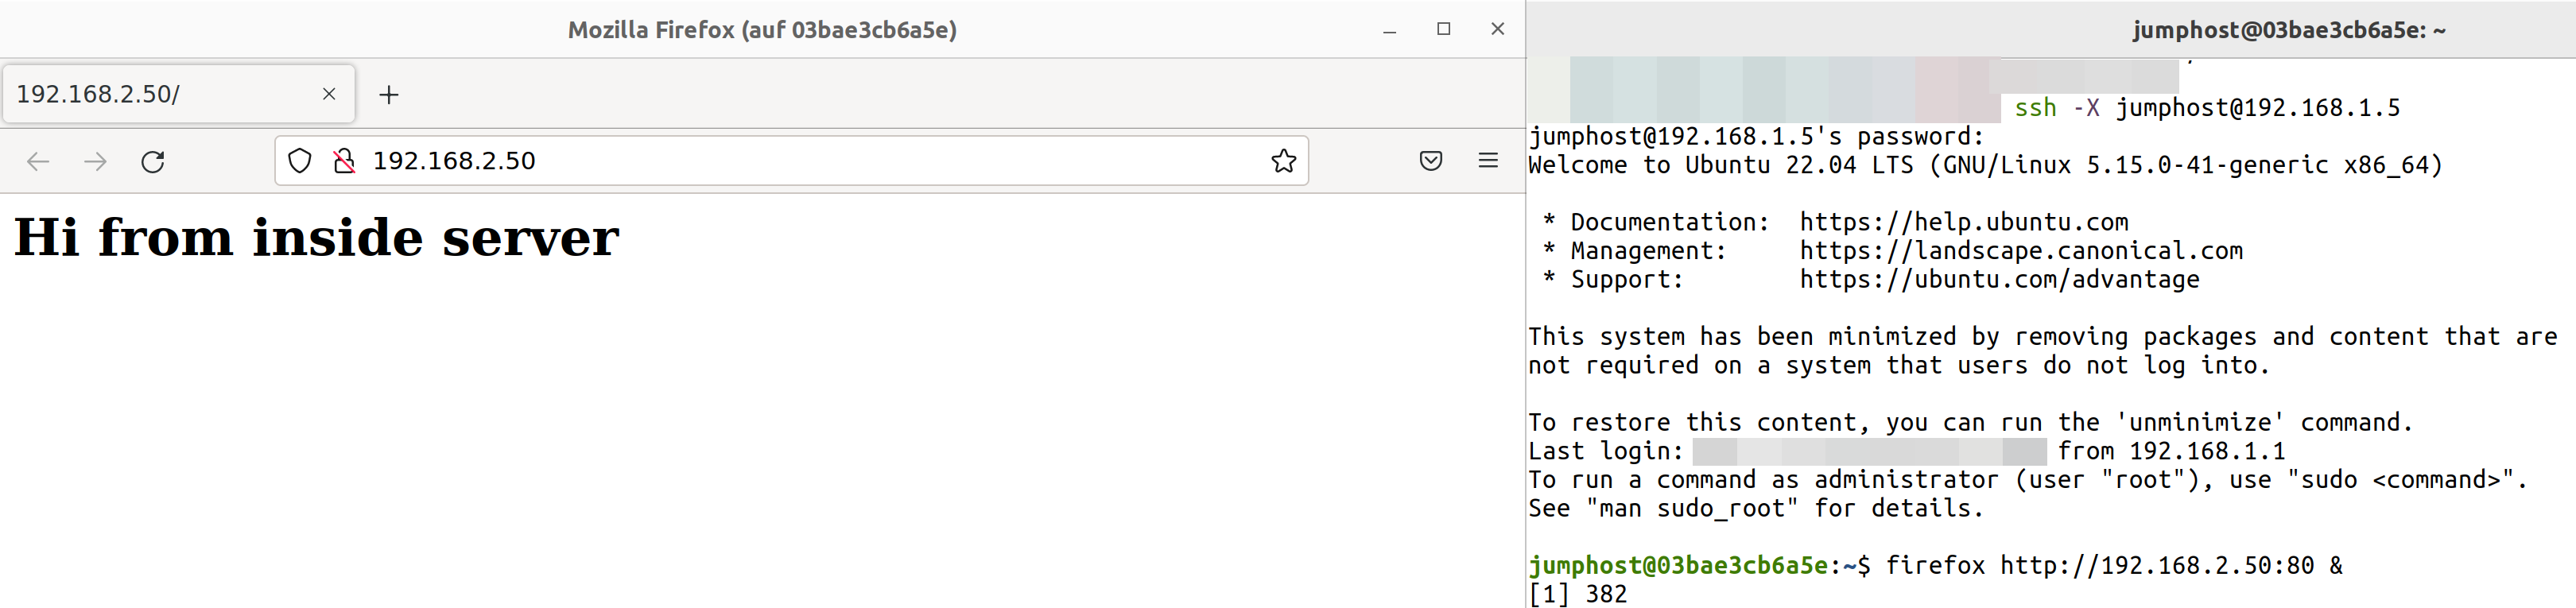 Mozilla Firefox (auf 03bae3cb6a5e)
192.168.2.50/
192.168.2.50
Hi from inside server
jumphost@03bae3cb6a5e: ~
ssh -X jumphost@192.168.1.5
jumphost@192.168.1.5's password:
Welcome to Ubuntu 22.04 LTS (GNU/Linux 5.15.0-41-generic x86_64)
* Documentation:  https://help.ubuntu.com
* Management:     https://landscape.canonical.com
* Support:        https://ubuntu.com/advantage
This system has been minimized by removing packages and content that are
not required on a system that users do not log into.
To restore this content, you can run the 'unminimize' command.
Last login: from 192.168.1.1
To run a command as administrator (user "root"), use "sudo <command>".
See "man sudo_root" for details.
jumphost@03bae3cb6a5e:~$ firefox http://192.168.2.50:80 &
[1] 382